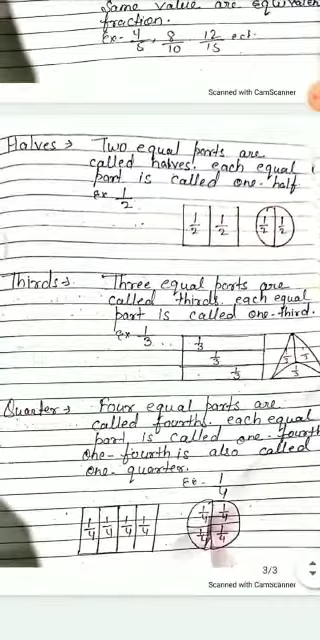 Same value are equivalen
fraction.
Ex- 4/5, 8/10, 12/15 ect.
Scanned with CamScanner
Halves → Two equal parts are
called halves. each equal
part is called one-half
Ex 1/2
1/2 1/2 1/2 1/2
Thirds → Three equal parts are
called thirds. each equal
part is called one-third.
Ex- 1/3
1/3
1/3
1/3
1/3 1/3
1/3
Quarter → Four equal parts are
called fourths. each equal
part is called one-fourth
One-fourth is also called
one-quarter.
Ex- 1/4
1/4 1/4 1/4 1/4
1/4 1/4
1/4 1/4
3/3
Scanned with CamScanner